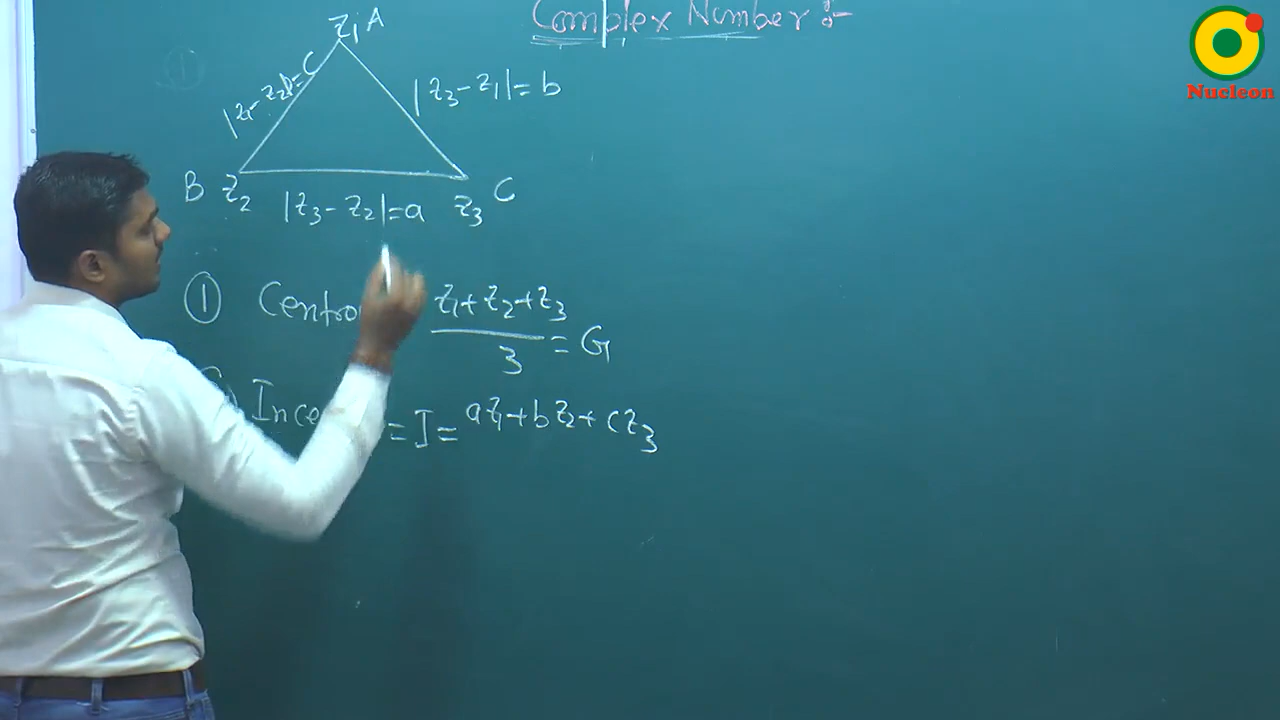 Complex Number :-
Nucleon
z₁ A
|z₁ - z₂| = c
|z₃ - z₁| = b
B z₂
|z₃ - z₂| = a
z₃ C
① Centro
z₁ + z₂ + z₃
3
= G
Ince
= I = az₁ + bz₂ + cz₃